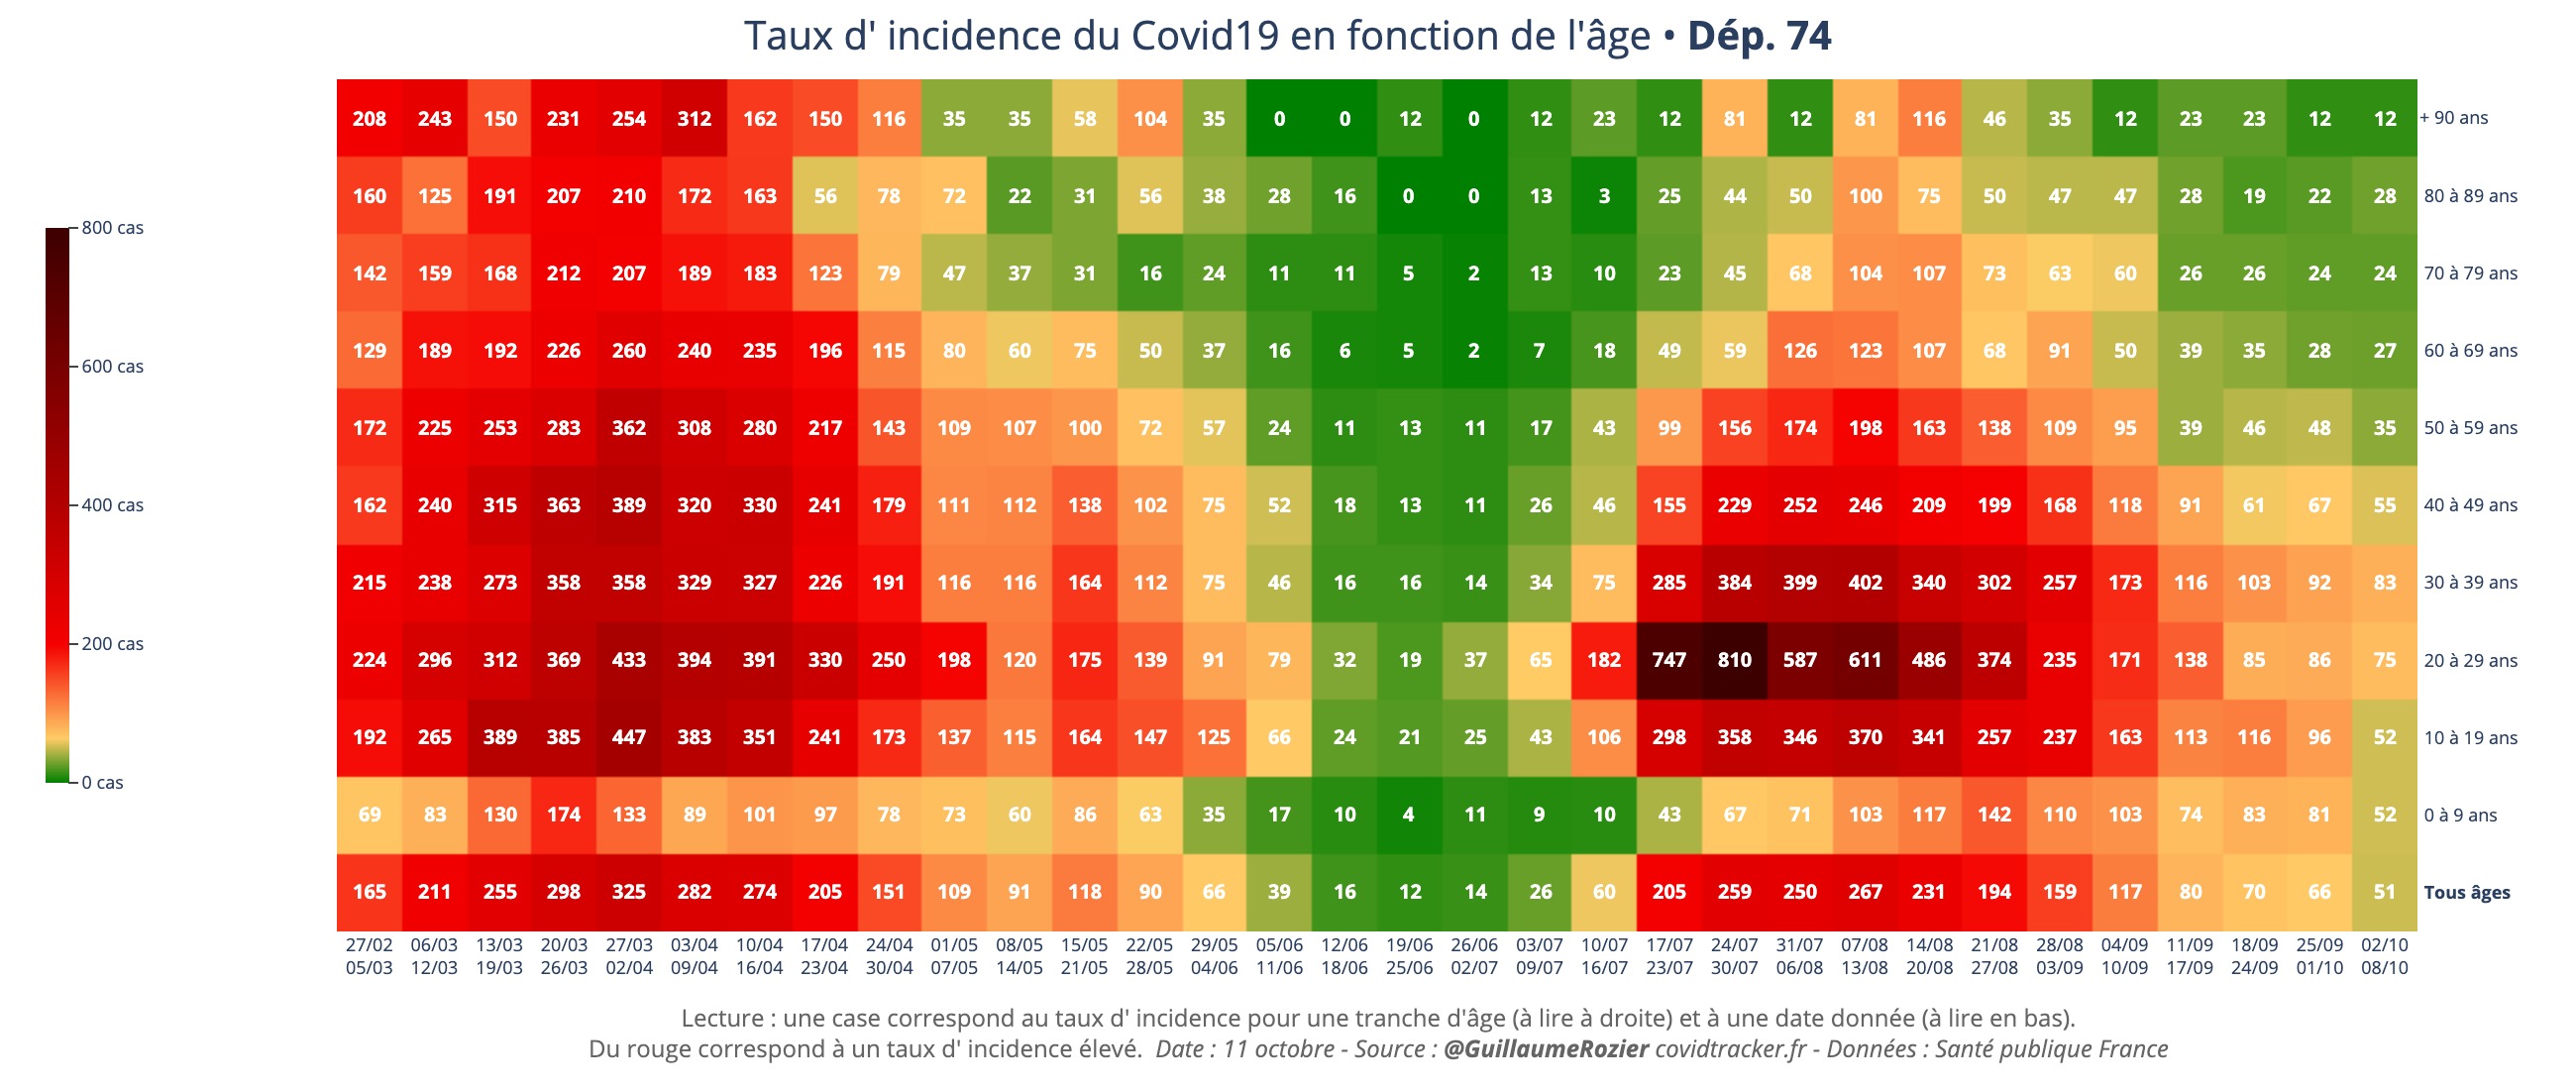 Taux d' incidence du Covid19 en fonction de l'âge • Dép. 74
800 cas
600 cas
400 cas
200 cas
0 cas
208 243 150 231 254 312 162 150 116 35 35 58 104 35 0 0 12 0 12 23 12 81 12 81 116 46 35 12 23 23 12 12 + 90 ans
160 125 191 207 210 172 163 56 78 72 22 31 56 38 28 16 0 0 13 3 25 44 50 100 75 50 47 47 28 19 22 28 80 à 89 ans
142 159 168 212 207 189 183 123 79 47 37 31 16 24 11 11 5 2 13 10 23 45 68 104 107 73 63 60 26 26 24 24 70 à 79 ans
129 189 192 226 260 240 235 196 115 80 60 75 50 37 16 6 5 2 7 18 49 59 126 123 107 68 91 50 39 35 28 27 60 à 69 ans
172 225 253 283 362 308 280 217 143 109 107 100 72 57 24 11 13 11 17 43 99 156 174 198 163 138 109 95 39 46 48 35 50 à 59 ans
162 240 315 363 389 320 330 241 179 111 112 138 102 75 52 18 13 11 26 46 155 229 252 246 209 199 168 118 91 61 67 55 40 à 49 ans
215 238 273 358 358 329 327 226 191 116 116 164 112 75 46 16 16 14 34 75 285 384 399 402 340 302 257 173 116 103 92 83 30 à 39 ans
224 296 312 369 433 394 391 330 250 198 120 175 139 91 79 32 19 37 65 182 747 810 587 611 486 374 235 171 138 85 86 75 20 à 29 ans
192 265 389 385 447 383 351 241 173 137 115 164 147 125 66 24 21 25 43 106 298 358 346 370 341 257 237 163 113 116 96 52 10 à 19 ans
69 83 130 174 133 89 101 97 78 73 60 86 63 35 17 10 4 11 9 10 43 67 71 103 117 142 110 103 74 83 81 52 0 à 9 ans
165 211 255 298 325 282 274 205 151 109 91 118 90 66 39 16 12 14 26 60 205 259 250 267 231 194 159 117 80 70 66 51 Tous âges
27/02 06/03 13/03 20/03 27/03 03/04 10/04 17/04 24/04 01/05 08/05 15/05 22/05 29/05 05/06 12/06 19/06 26/06 03/07 10/07 17/07 24/07 31/07 07/08 14/08 21/08 28/08 04/09 11/09 18/09 25/09 02/10
05/03 12/03 19/03 26/03 02/04 09/04 16/04 23/04 30/04 07/05 14/05 21/05 28/05 04/06 11/06 18/06 25/06 02/07 09/07 16/07 23/07 30/07 06/08 13/08 20/08 27/08 03/09 10/09 17/09 24/09 01/10 08/10
Lecture : une case correspond au taux d' incidence pour une tranche d'âge (à lire à droite) et à une date donnée (à lire en bas).
Du rouge correspond à un taux d' incidence élevé. Date : 11 octobre - Source : @GuillaumeRozier covidtracker.fr - Données : Santé publique France